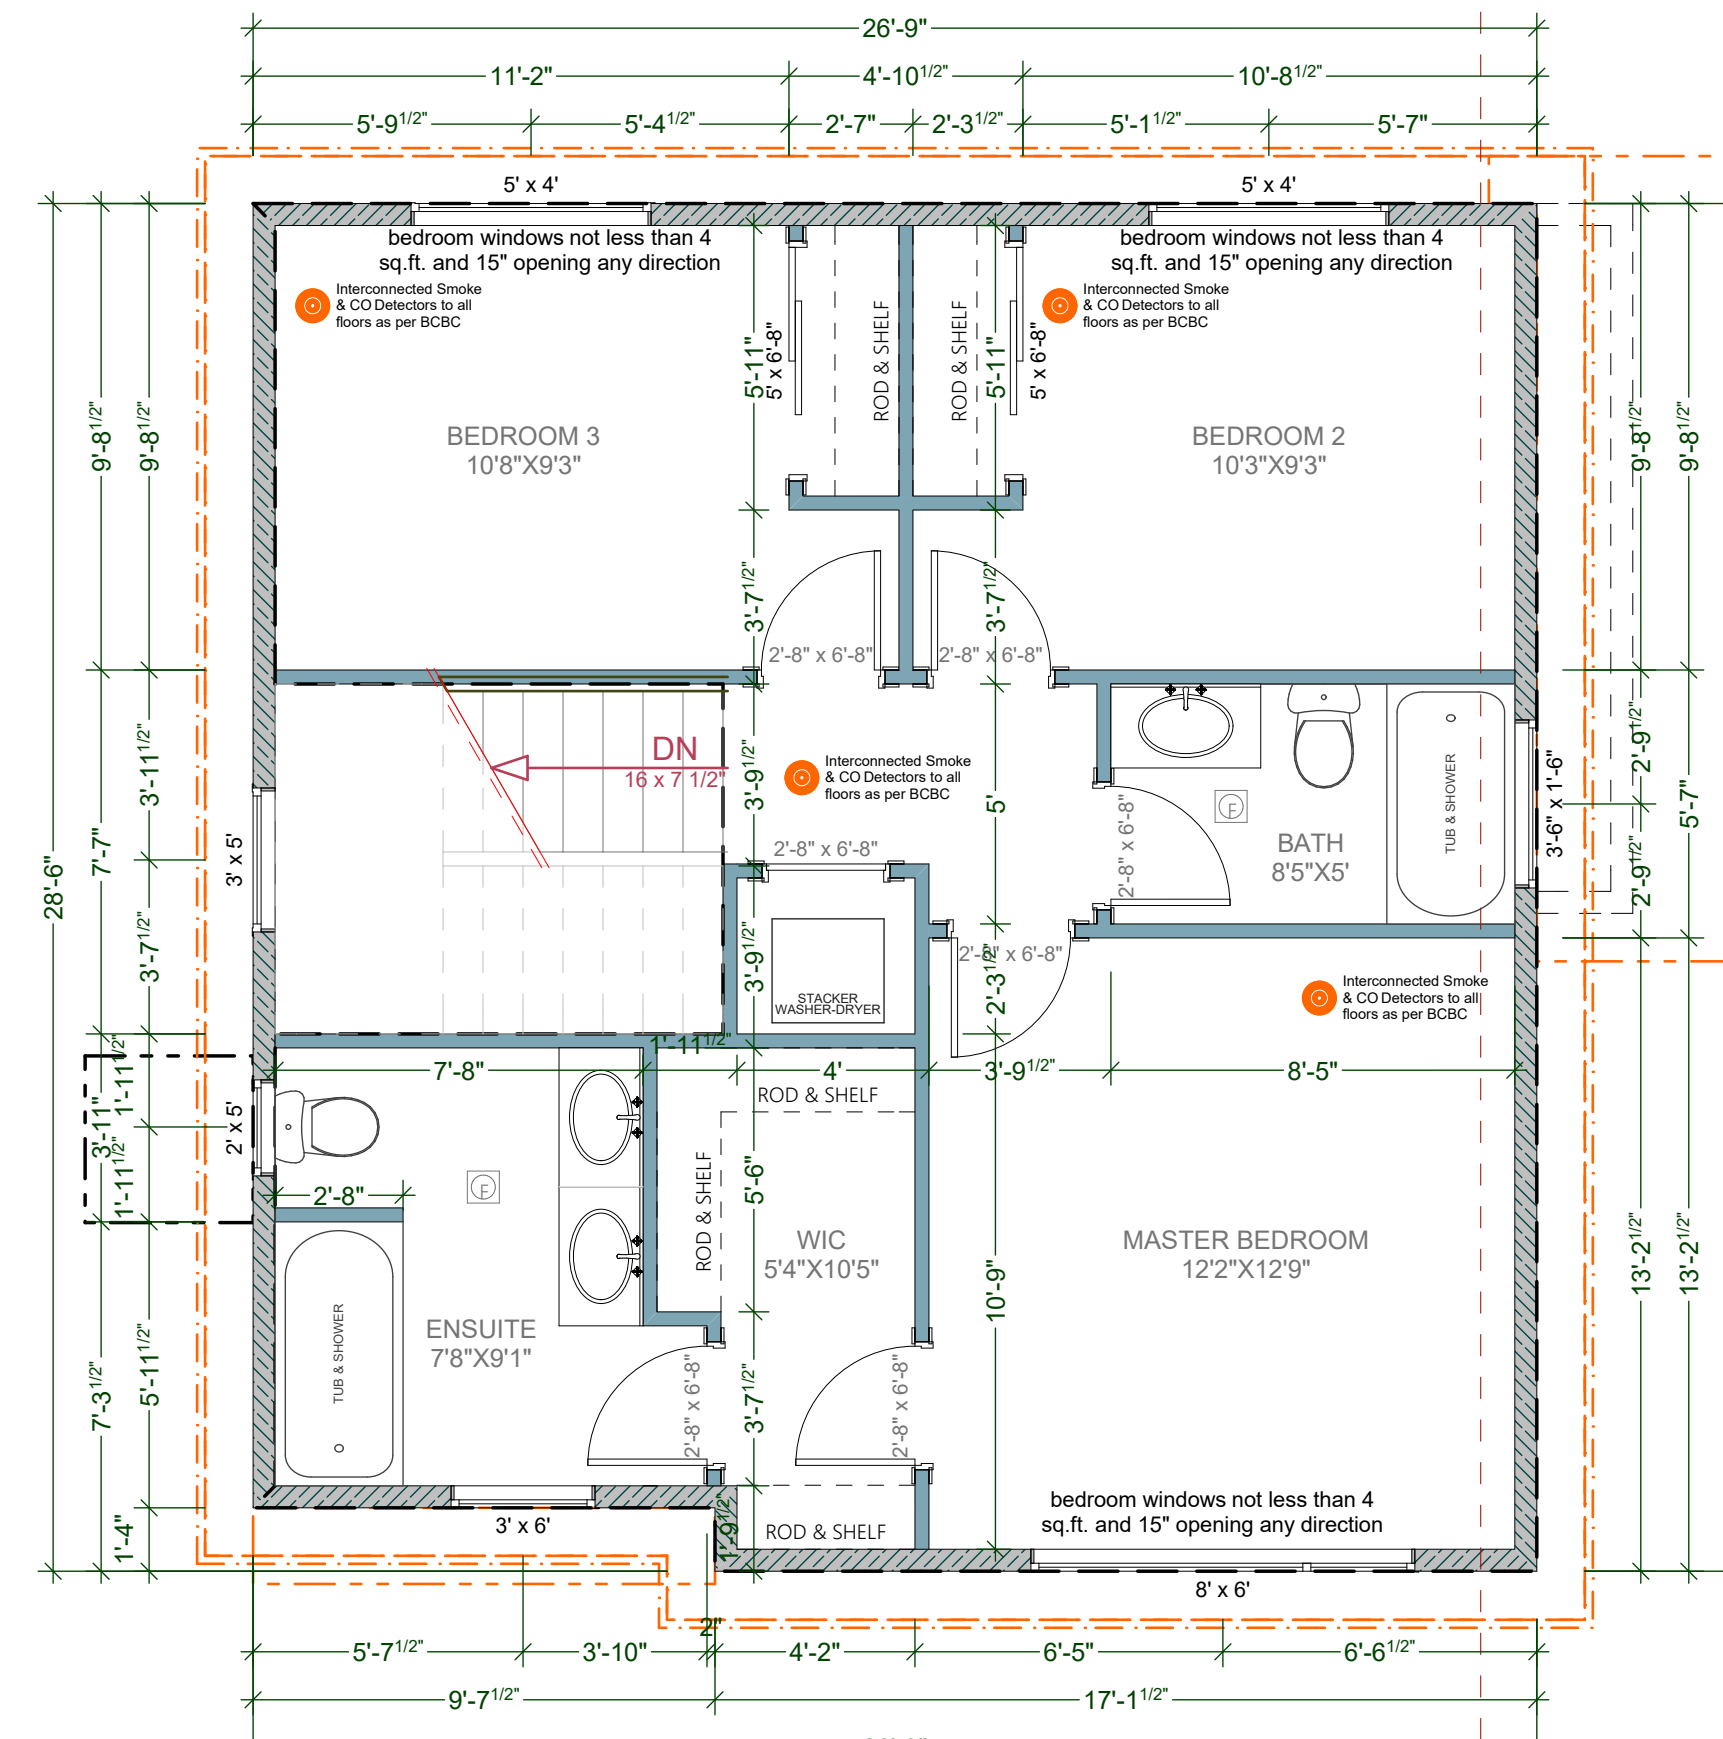 26'-9"
11'-2" 4'-10 1/2" 10'-8 1/2"
5'-9 1/2" 5'-4 1/2" 2'-7" 2'-3 1/2" 5'-1 1/2" 5'-7"
5' x 4' 5' x 4'
bedroom windows not less than 4
sq.ft. and 15" opening any direction
bedroom windows not less than 4
sq.ft. and 15" opening any direction
Interconnected Smoke
& CO Detectors to all
floors as per BCBC
Interconnected Smoke
& CO Detectors to all
floors as per BCBC
5'-11"
5' x 6'-8"
ROD & SHELF
ROD & SHELF
5'-11"
5' x 6'-8"
BEDROOM 3
10'8"X9'3"
BEDROOM 2
10'3"X9'3"
9'-8 1/2"
9'-8 1/2"
9'-8 1/2"
9'-8 1/2"
3'-7 1/2"
3'-7 1/2"
2'-8" x 6'-8"
2'-8" x 6'-8"
DN
16 x 7 1/2"
3'-9 1/2"
Interconnected Smoke
& CO Detectors to all
floors as per BCBC
5'
2'-8" x 6'-8"
2'-8" x 6'-8"
F
BATH
8'5"X5'
TUB & SHOWER
3'-6" x 1'-6"
2'-9 1/2"
2'-9 1/2"
5'-7"
28'-6"
7'-7"
3'-11 1/2"
3'-7 1/2"
3' x 5'
3'-9 1/2"
STACKER
WASHER-DRYER
2'-8" x 6'-8"
2'-3 1/2"
Interconnected Smoke
& CO Detectors to all
floors as per BCBC
1'-11 1/2"
7'-8" 4' 3'-9 1/2" 8'-5"
3'-11"
1'-11 1/2"
1'-11 1/2"
2' x 5'
ROD & SHELF
ROD & SHELF
2'-8"
F
5'-6"
WIC
5'4"X10'5"
MASTER BEDROOM
12'2"X12'9"
10'-9"
13'-2 1/2"
13'-2 1/2"
ENSUITE
7'8"X9'1"
TUB & SHOWER
7'-3 1/2"
5'-11 1/2"
1'-4"
2'-8" x 6'-8"
3'-7 1/2"
2'-8" x 6'-8"
3' x 6'
1'-9 1/2"
ROD & SHELF
bedroom windows not less than 4
sq.ft. and 15" opening any direction
8' x 6'
5'-7 1/2" 3'-10" 2" 4'-2" 6'-5" 6'-6 1/2"
9'-7 1/2" 17'-1 1/2"